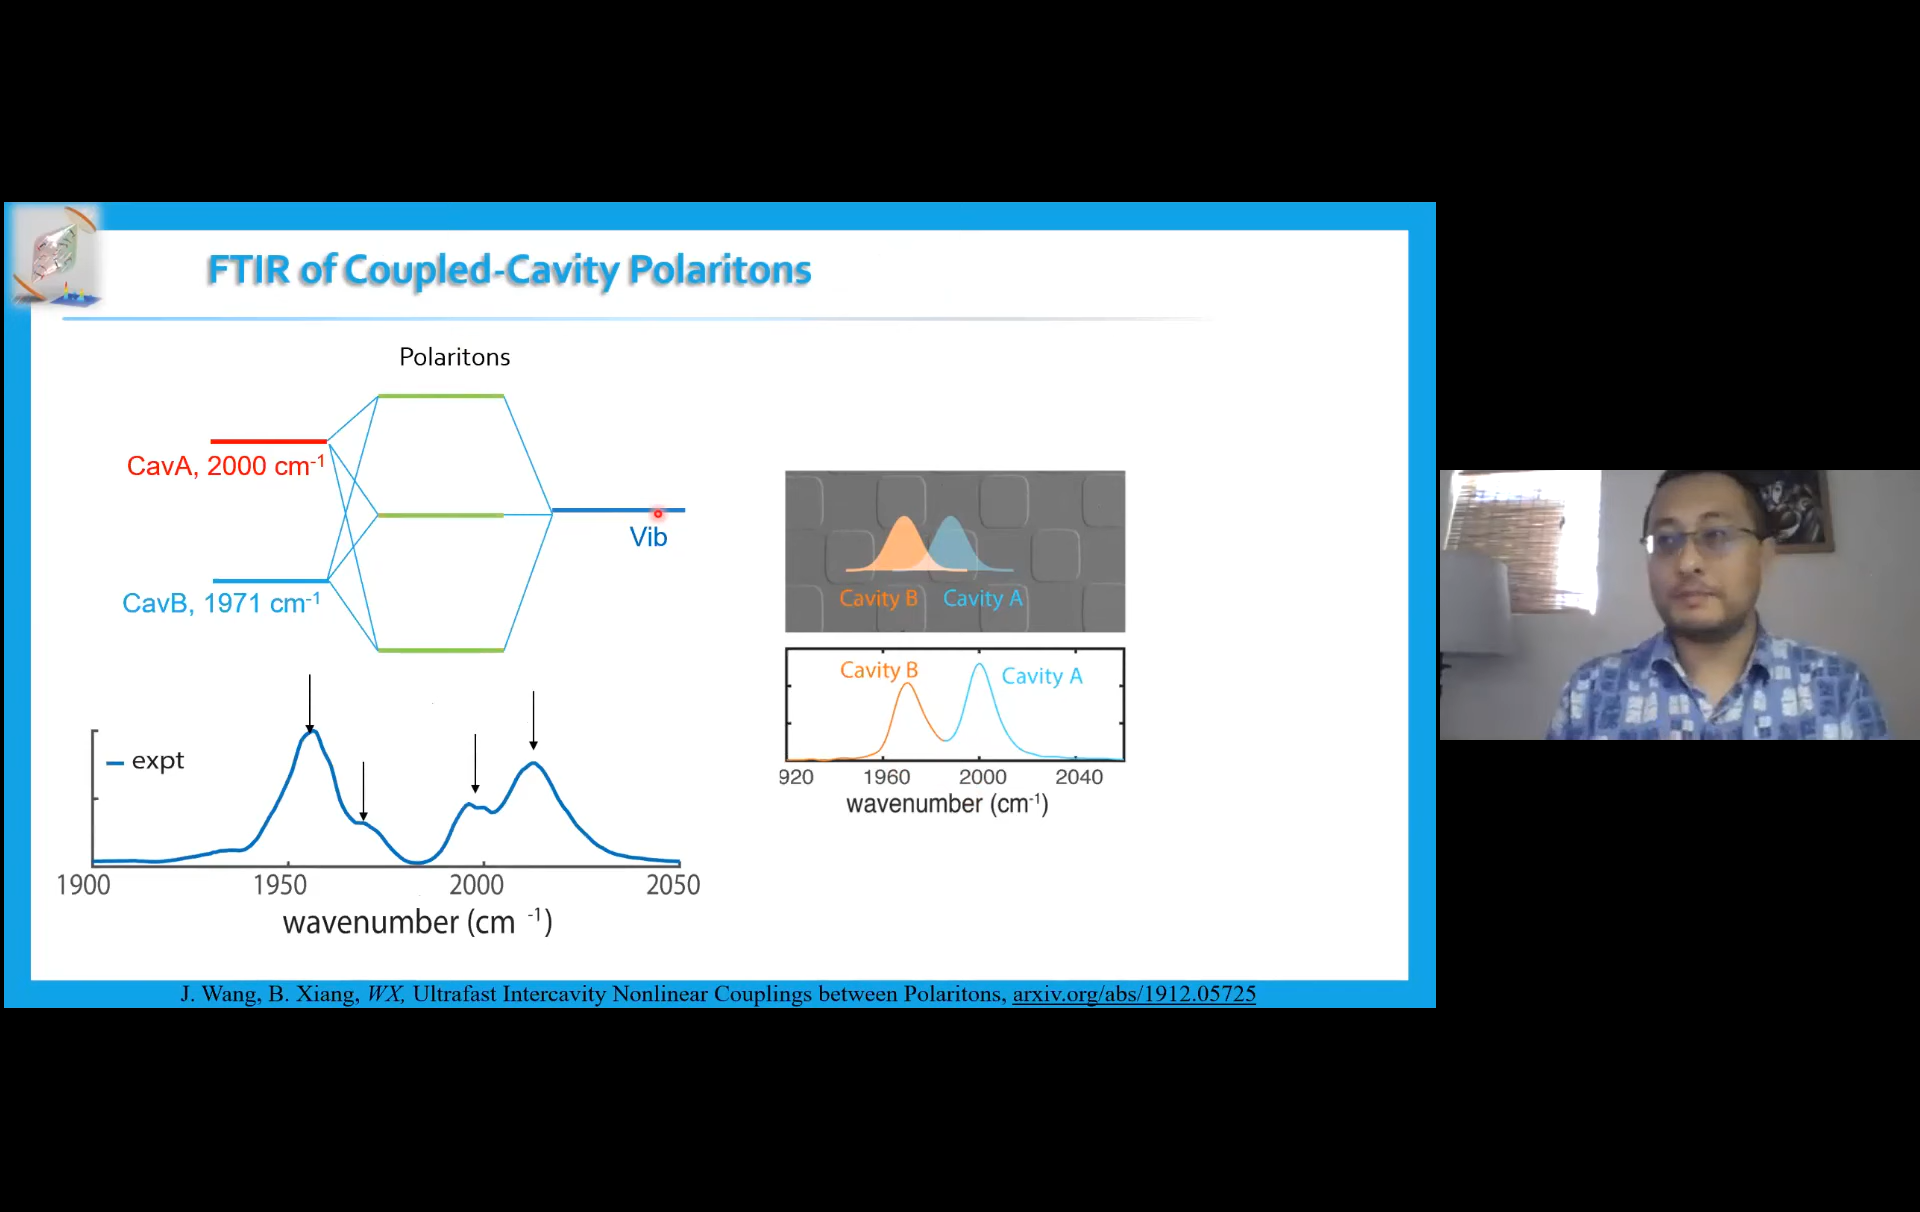 FTIR of Coupled-Cavity Polaritons
Polaritons
CavA, 2000 cm⁻¹
Vib
CavB, 1971 cm⁻¹
expt
1900 1950 2000 2050
wavenumber (cm ⁻¹)
Cavity B Cavity A
Cavity B Cavity A
920 1960 2000 2040
wavenumber (cm⁻¹)
J. Wang, B. Xiang, WX, Ultrafast Intercavity Nonlinear Couplings between Polaritons, arxiv.org/abs/1912.05725